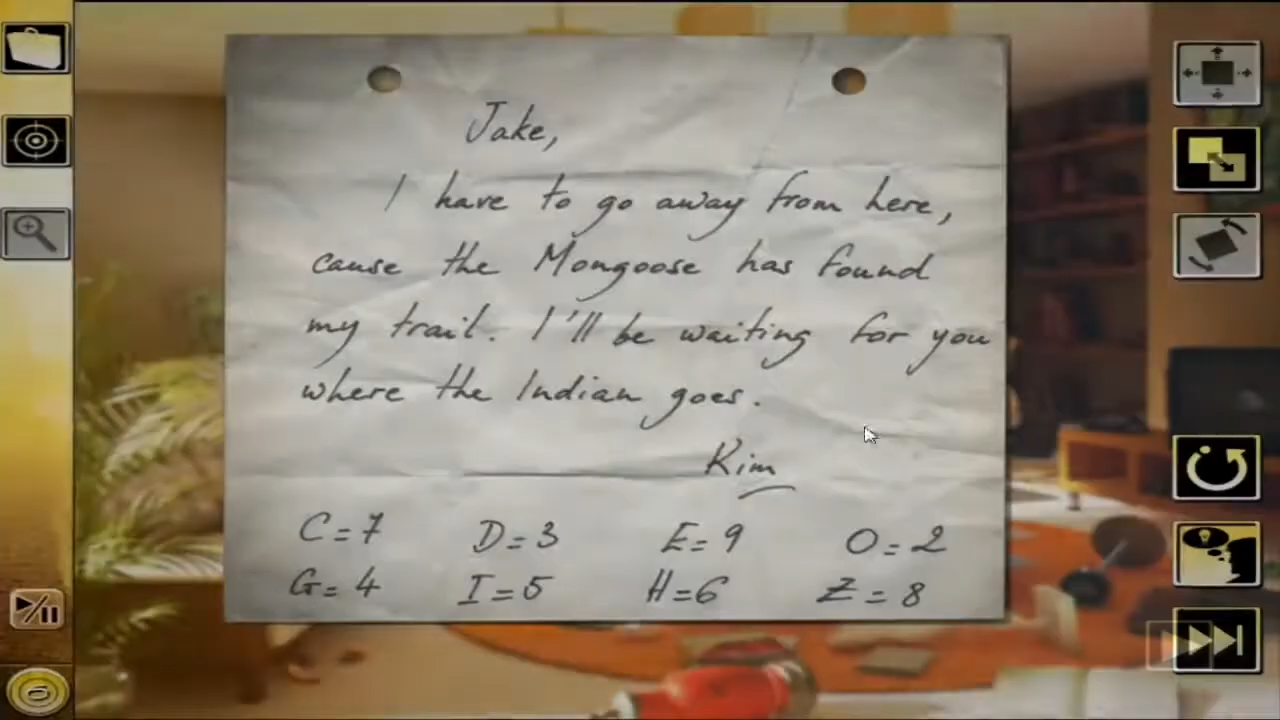 Jake,
I have to go away from here,
cause the Mongoose has found
my trail. I'll be waiting for you
where the Indian goes.
Kim
C=7 D=3 E=9 O=2
G=4 I=5 H=6 Z=8